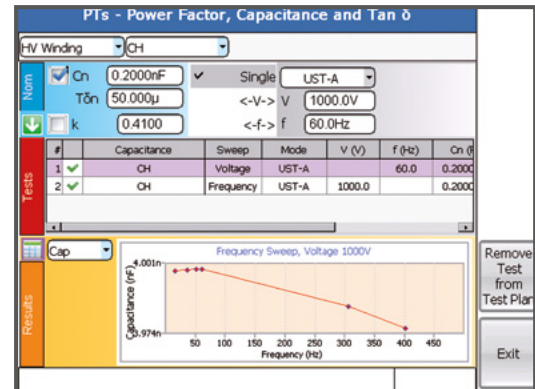 PTs - Power Factor, Capacitance and Tan δ
HV Winding CH
Nom
Cn 0.2000nF Single UST-A
Tδn 50.000µ <-V-> V 1000.0V
k 0.4100 <-f-> f 60.0Hz
Tests
# Capacitance Sweep Mode V (V) f (Hz) Cn (F
1 CH Voltage UST-A 60.0 0.2000
2 CH Frequency UST-A 1000.0 0.2000
Results
Cap
Frequency Sweep, Voltage 1000V
4.001n
Capacitance (nF)
3.974n
50 100 150 200 250 300 350 400 450
Frequency (Hz)
Remove
Test
from
Test Plan
Exit